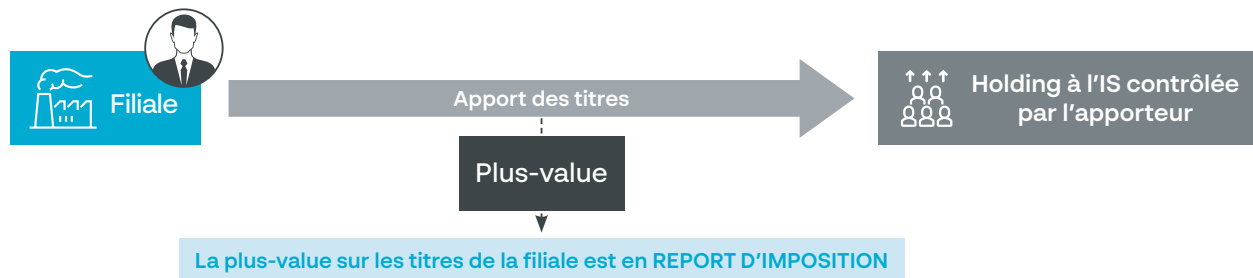 Filiale
Apport des titres
Holding à l’IS contrôlée
par l’apporteur
Plus-value
La plus-value sur les titres de la filiale est en REPORT D’IMPOSITION